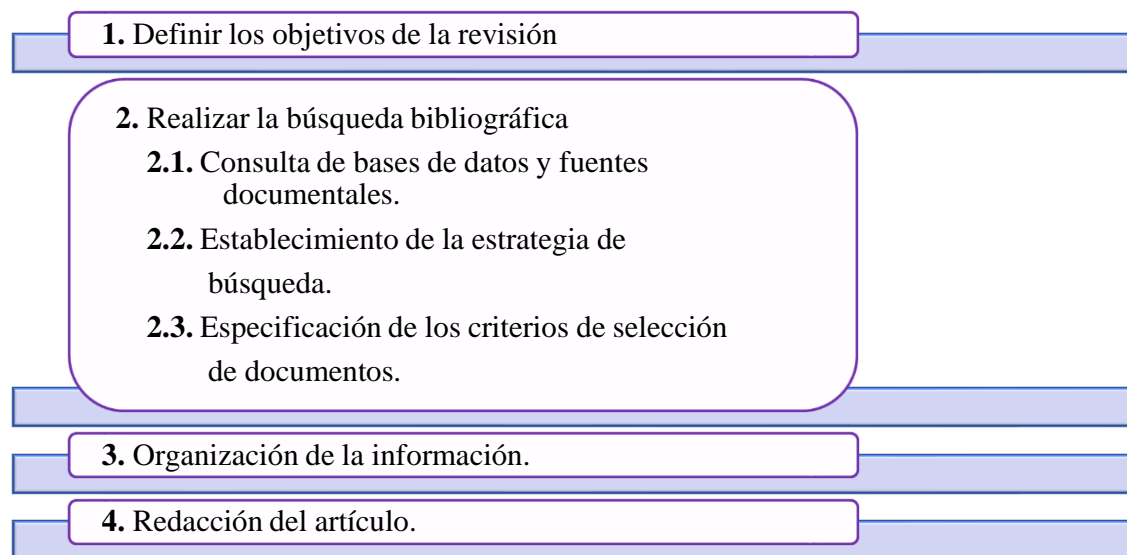 1. Definir los objetivos de la revisión
2. Realizar la búsqueda bibliográfica
2.1. Consulta de bases de datos y fuentes
documentales.
2.2. Establecimiento de la estrategia de
búsqueda.
2.3. Especificación de los criterios de selección
de documentos.
3. Organización de la información.
4. Redacción del artículo.